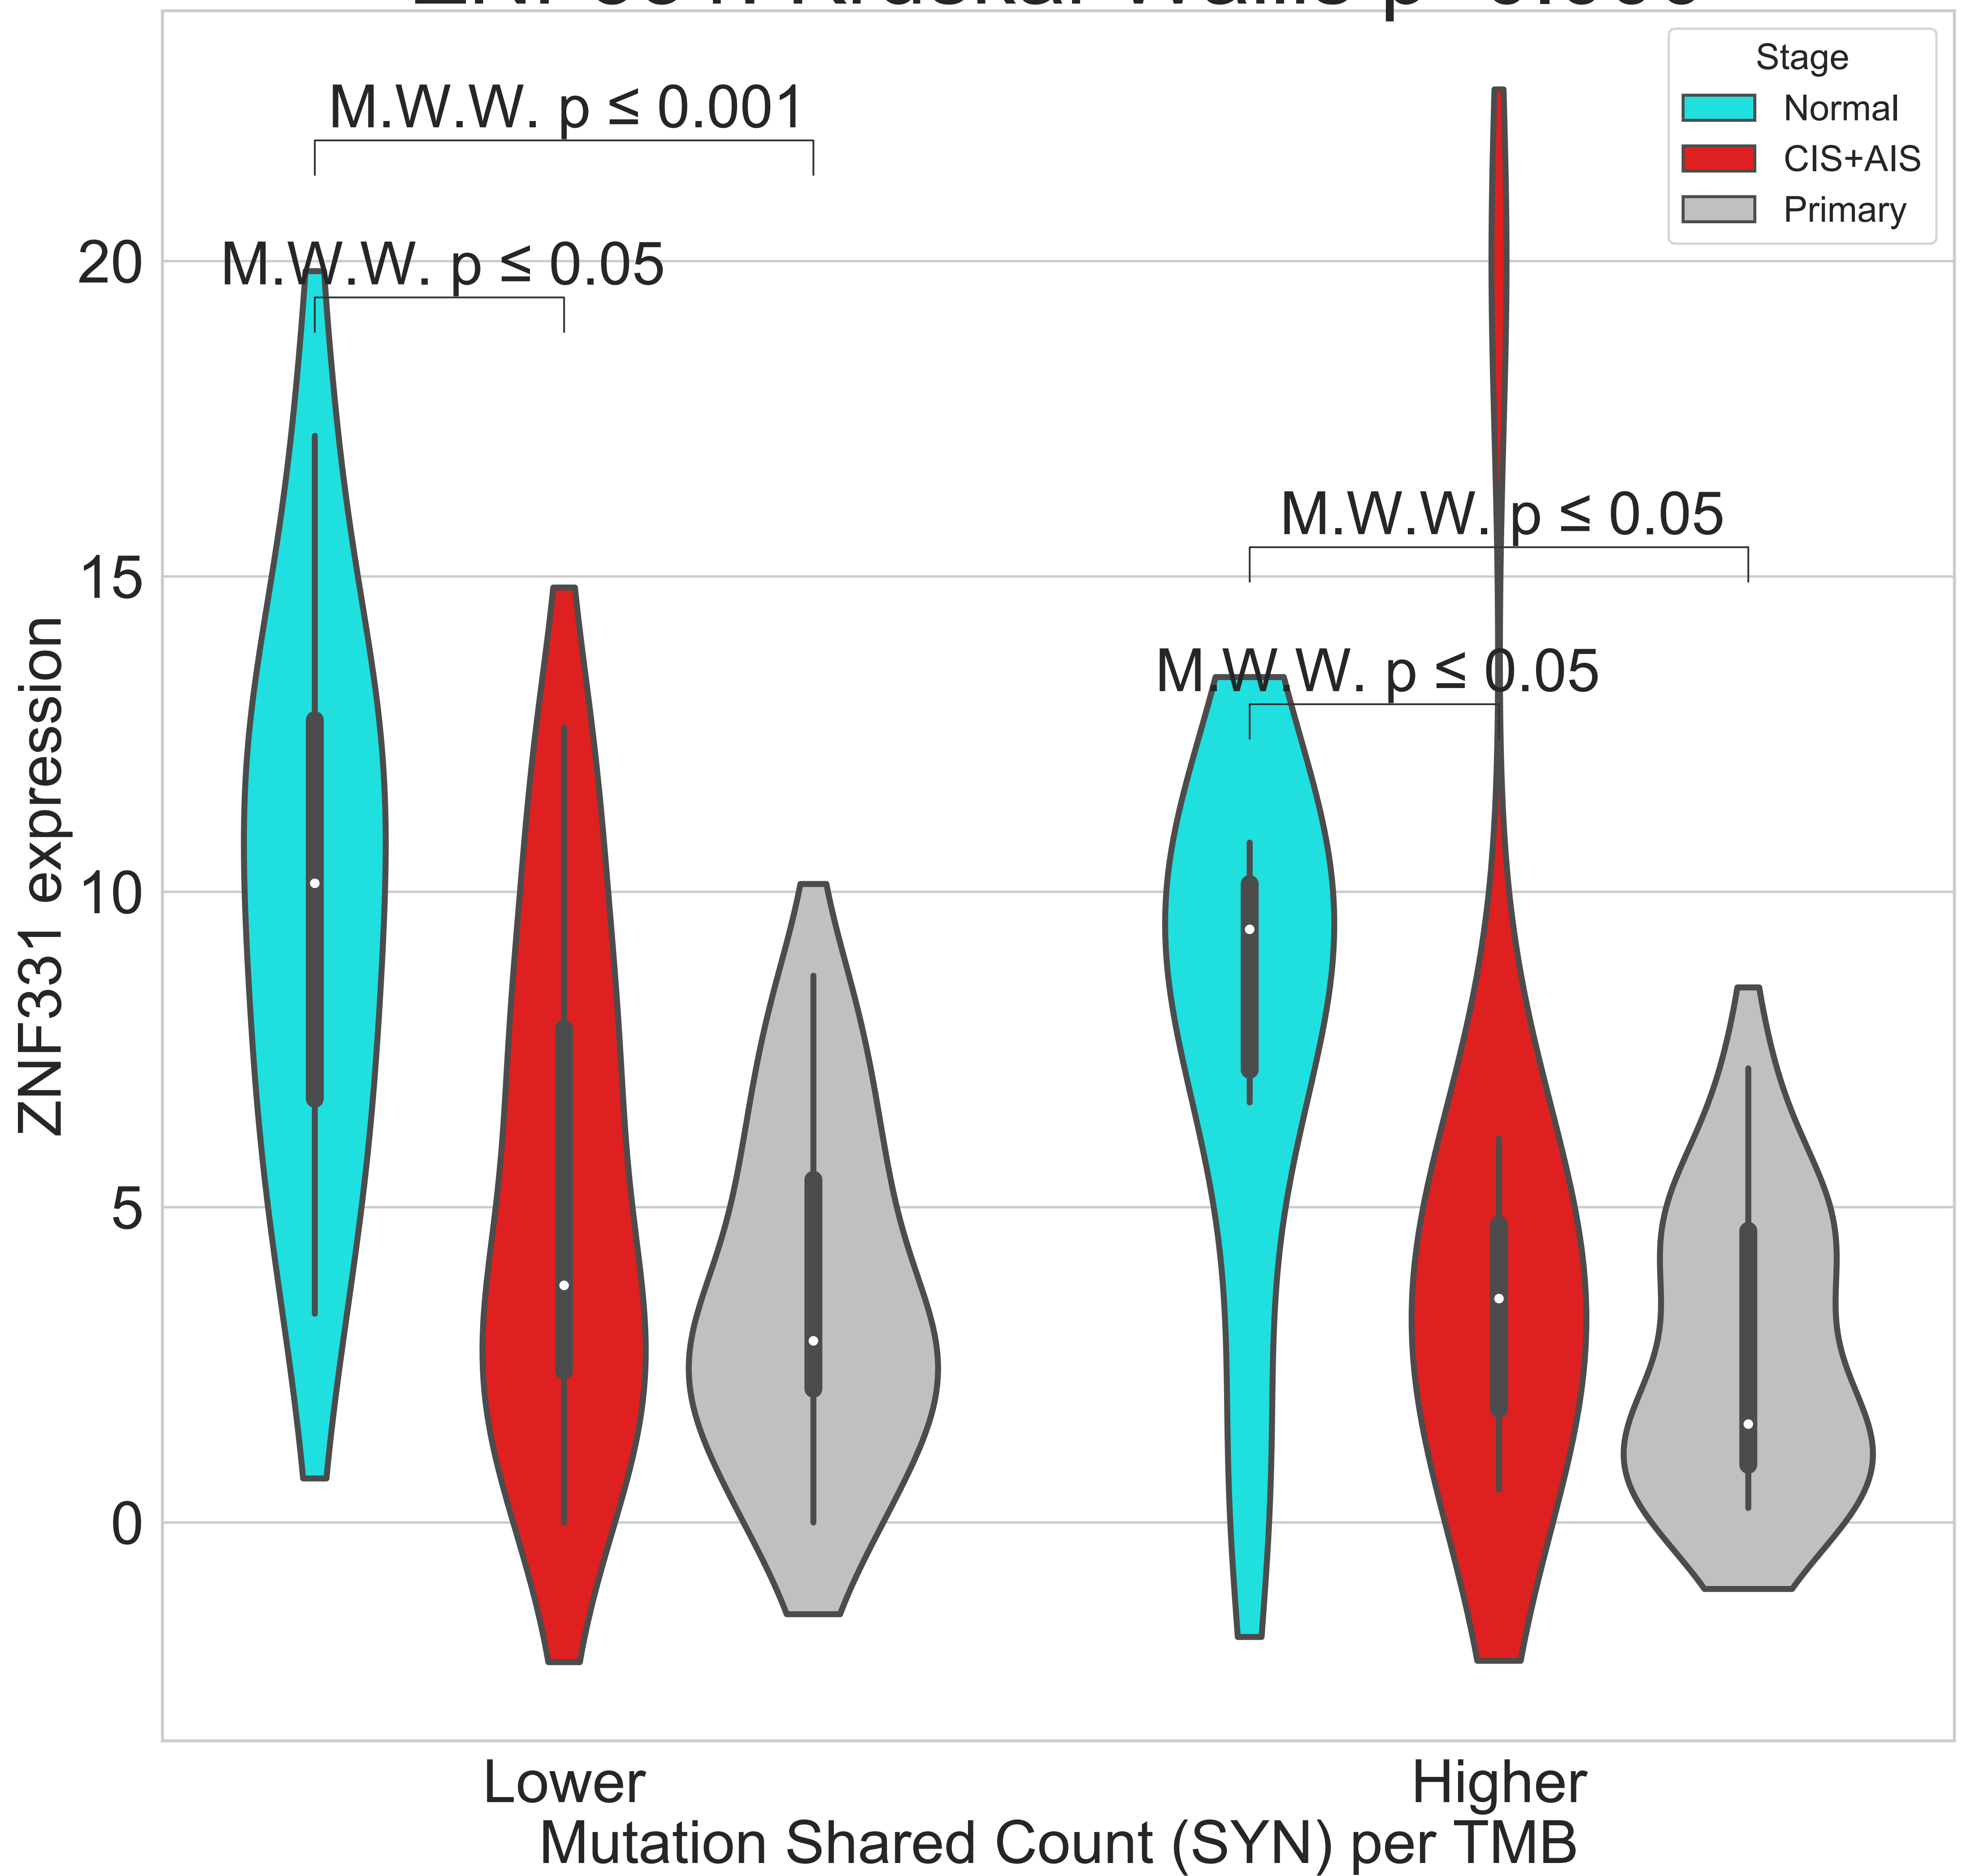 Stage
Normal
CIS+AIS
Primary
M.W.W. p ≤ 0.001
M.W.W. p ≤ 0.05
M.W.W. p ≤ 0.05
M.W.W. p ≤ 0.05
20
15
10
5
0
ZNF331 expression
Lower
Higher
Mutation Shared Count (SYN) per TMB